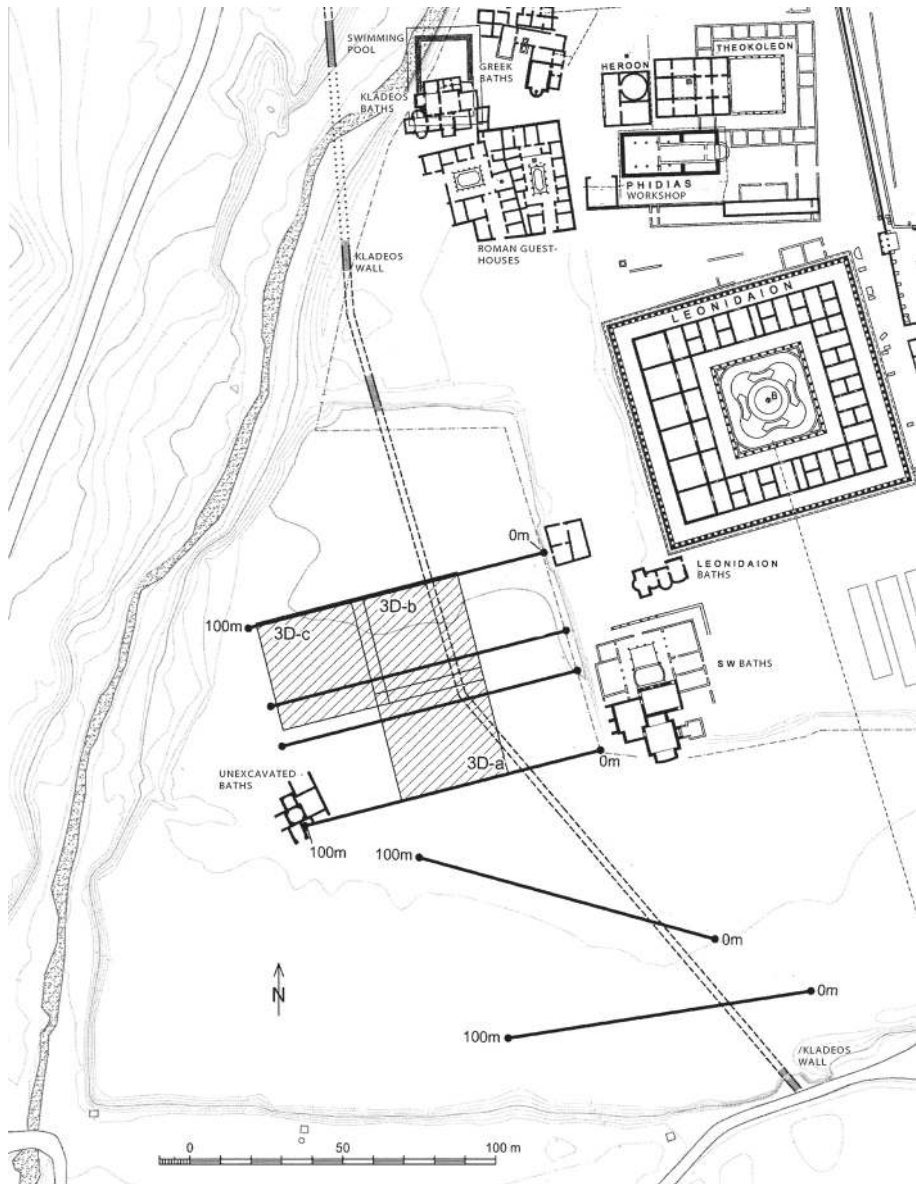 SWIMMING
POOL
GREEK
BATHS
KLADEOS
BATHS
HEROON
THEOKOLEON
PHIDIAS
WORKSHOP
ROMAN GUEST-
HOUSES
KLADEOS
WALL
LEONIDAION
0m
LEONIDAION
BATHS
100m
3D-c
3D-b
SW BATHS
3D-a
0m
UNEXCAVATED
BATHS
100m
100m
0m
0m
100m
N
/KLADEOS
WALL
0 50 100 m